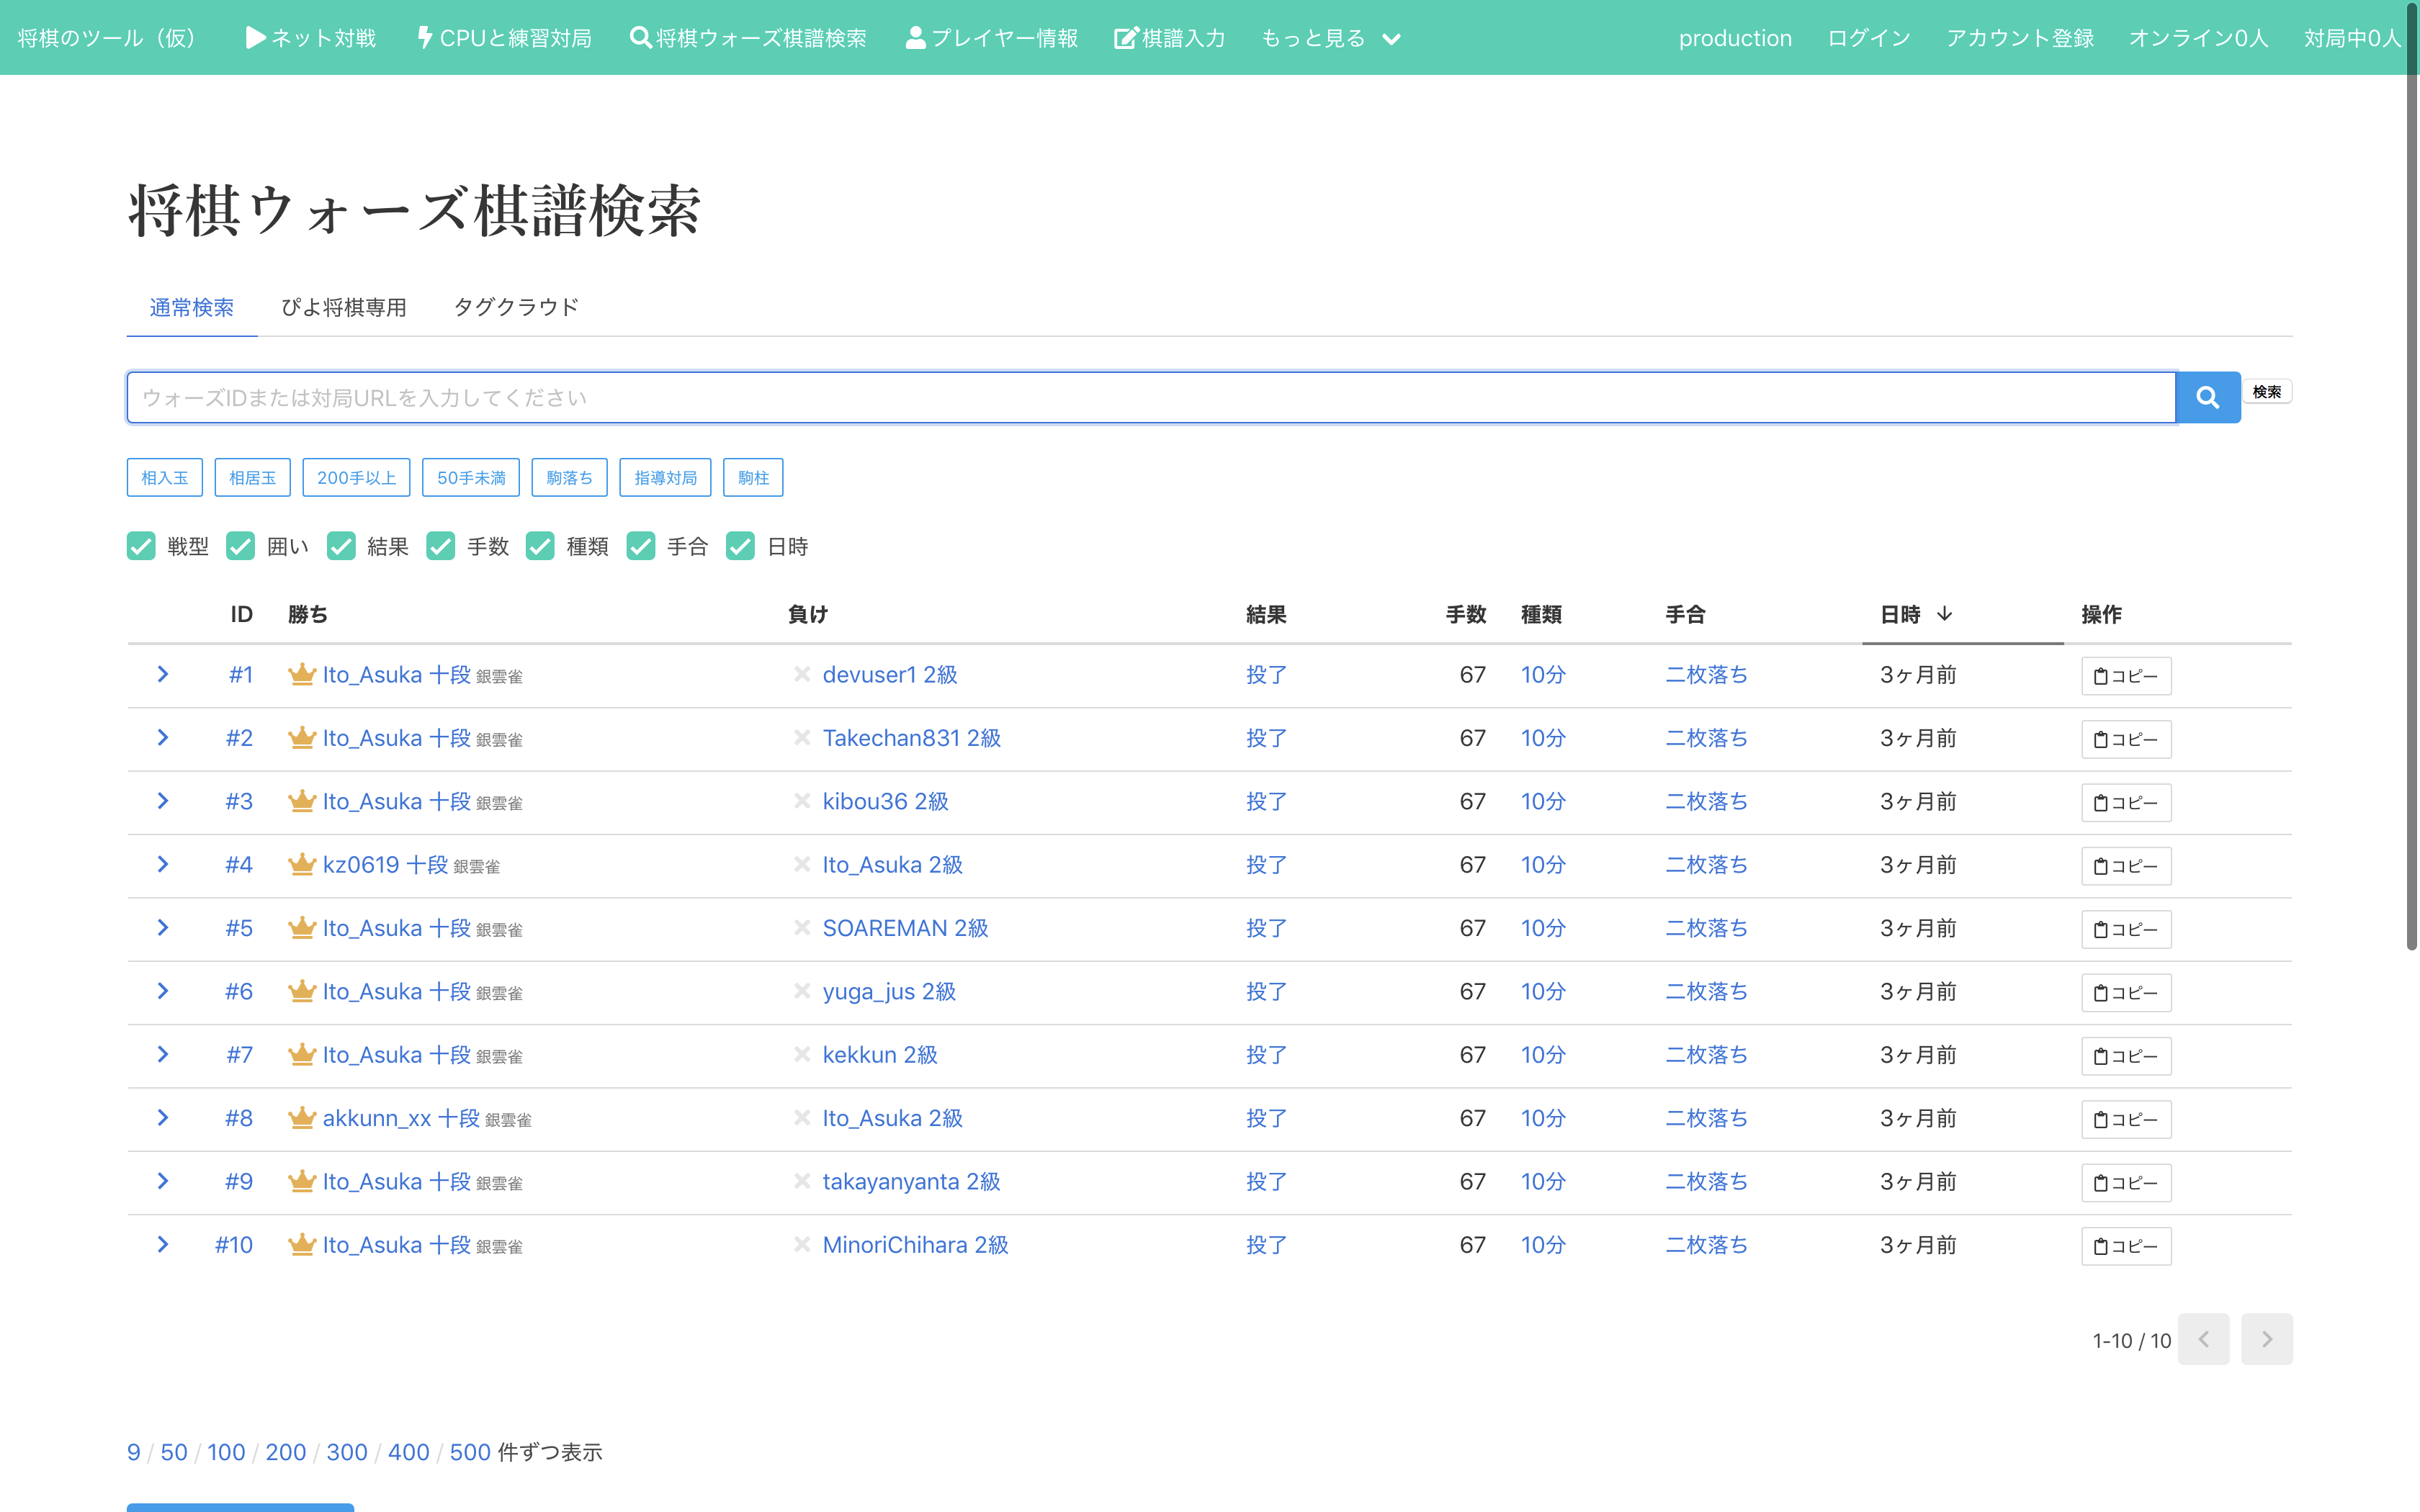 将棋のツール（仮） ネット対戦 CPUと練習対局 将棋ウォーズ棋譜検索 プレイヤー情報 棋譜入力 もっと見る production ログイン アカウント登録 オンライン0人 対局中0人
将棋ウォーズ棋譜検索
通常検索 ぴよ将棋専用 タグクラウド
ウォーズIDまたは対局URLを入力してください 検索
相入玉 相居玉 200手以上 50手未満 駒落ち 指導対局 駒柱
戦型 囲い 結果 手数 種類 手合 日時
ID 勝ち 負け 結果 手数 種類 手合 日時 操作
#1 Ito_Asuka 十段 銀雲雀 devuser1 2級 投了 67 10分 二枚落ち 3ヶ月前 コピー
#2 Ito_Asuka 十段 銀雲雀 Takechan831 2級 投了 67 10分 二枚落ち 3ヶ月前 コピー
#3 Ito_Asuka 十段 銀雲雀 kibou36 2級 投了 67 10分 二枚落ち 3ヶ月前 コピー
#4 kz0619 十段 銀雲雀 Ito_Asuka 2級 投了 67 10分 二枚落ち 3ヶ月前 コピー
#5 Ito_Asuka 十段 銀雲雀 SOAREMAN 2級 投了 67 10分 二枚落ち 3ヶ月前 コピー
#6 Ito_Asuka 十段 銀雲雀 yuga_jus 2級 投了 67 10分 二枚落ち 3ヶ月前 コピー
#7 Ito_Asuka 十段 銀雲雀 kekkun 2級 投了 67 10分 二枚落ち 3ヶ月前 コピー
#8 akkunn_xx 十段 銀雲雀 Ito_Asuka 2級 投了 67 10分 二枚落ち 3ヶ月前 コピー
#9 Ito_Asuka 十段 銀雲雀 takayanyanta 2級 投了 67 10分 二枚落ち 3ヶ月前 コピー
#10 Ito_Asuka 十段 銀雲雀 MinoriChihara 2級 投了 67 10分 二枚落ち 3ヶ月前 コピー
1-10 / 10
9 / 50 / 100 / 200 / 300 / 400 / 500 件ずつ表示